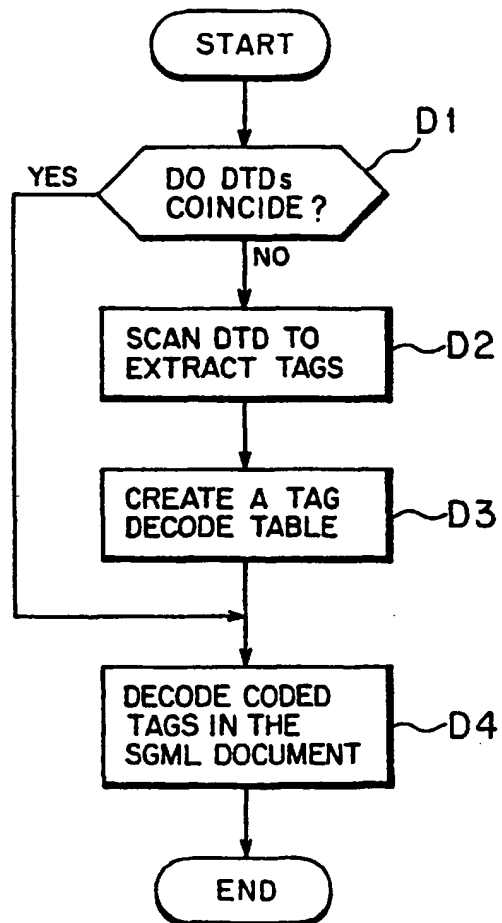 START
D1
YES
DO DTDs
COINCIDE?
NO
SCAN DTD TO
EXTRACT TAGS
D2
CREATE A TAG
DECODE TABLE
D3
DECODE CODED
TAGS IN THE
SGML DOCUMENT
D4
END